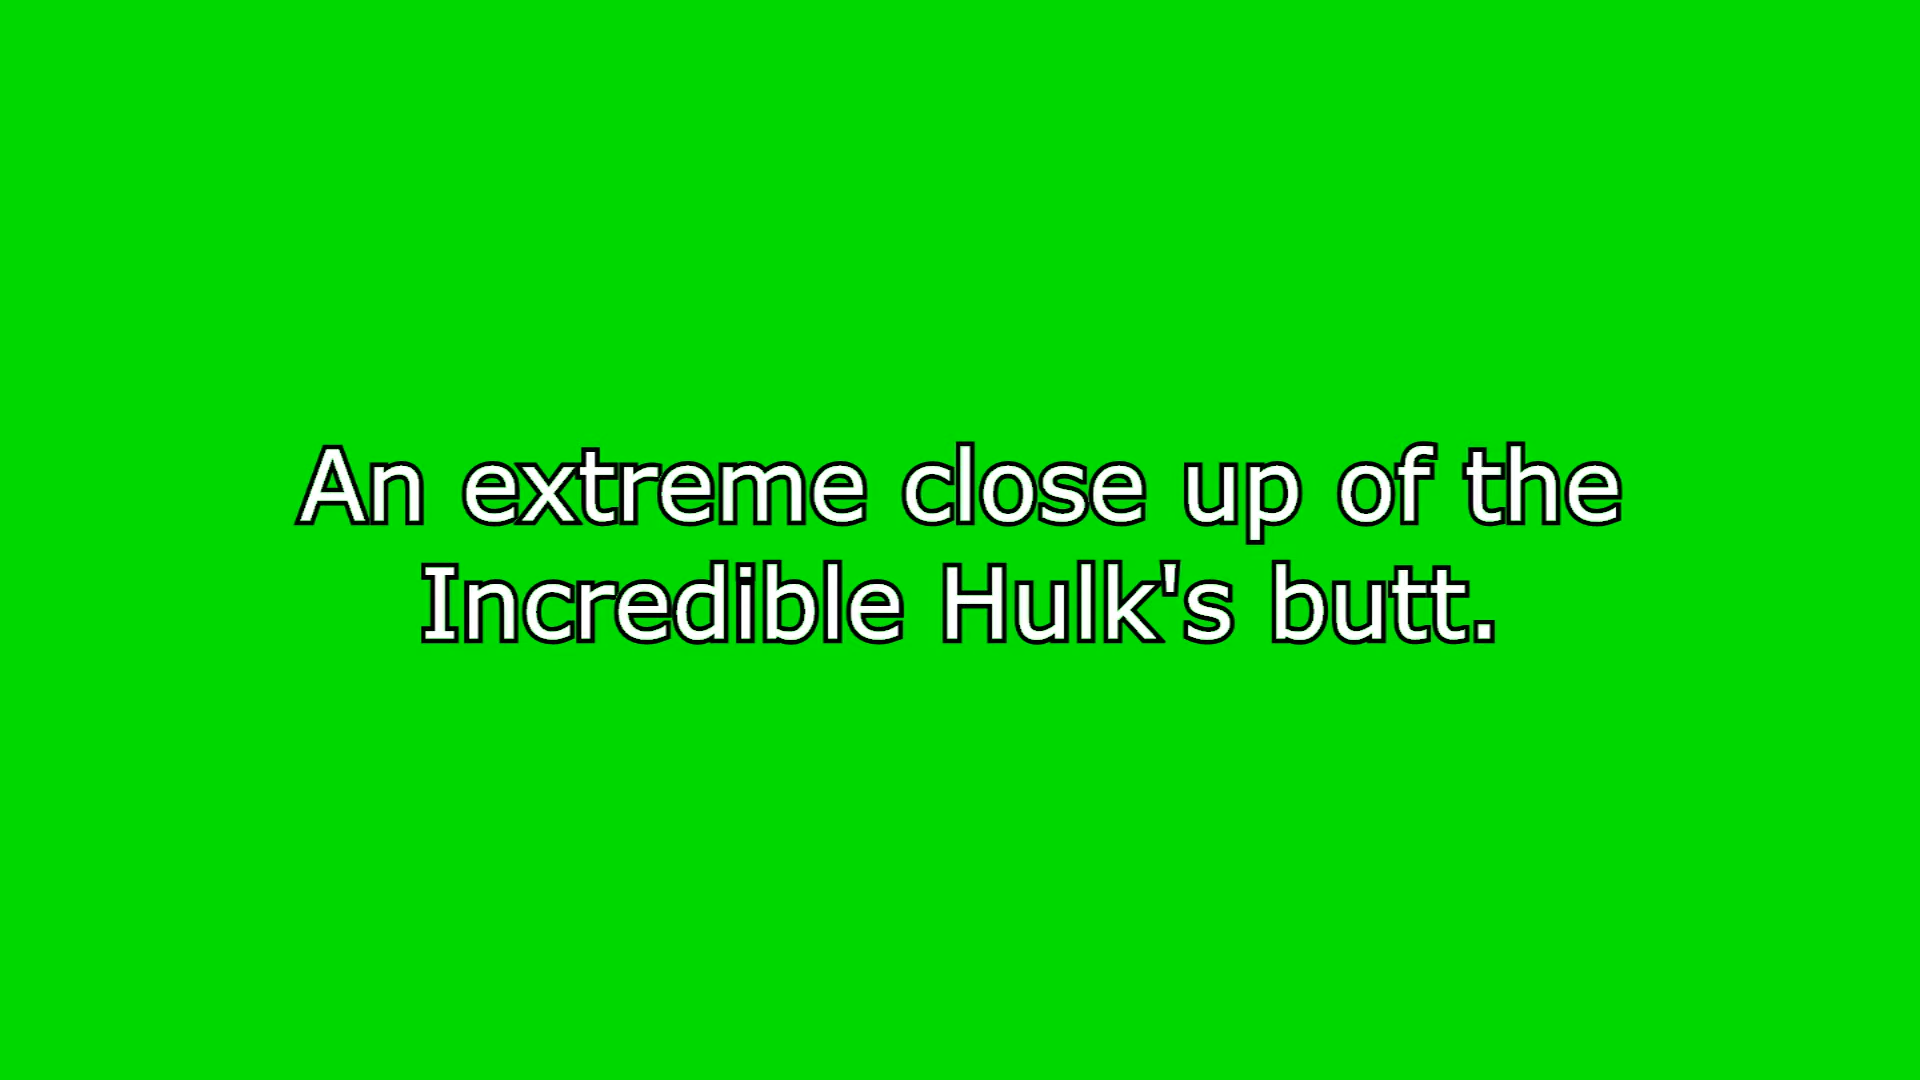 An extreme close up of the
Incredible Hulk's butt.